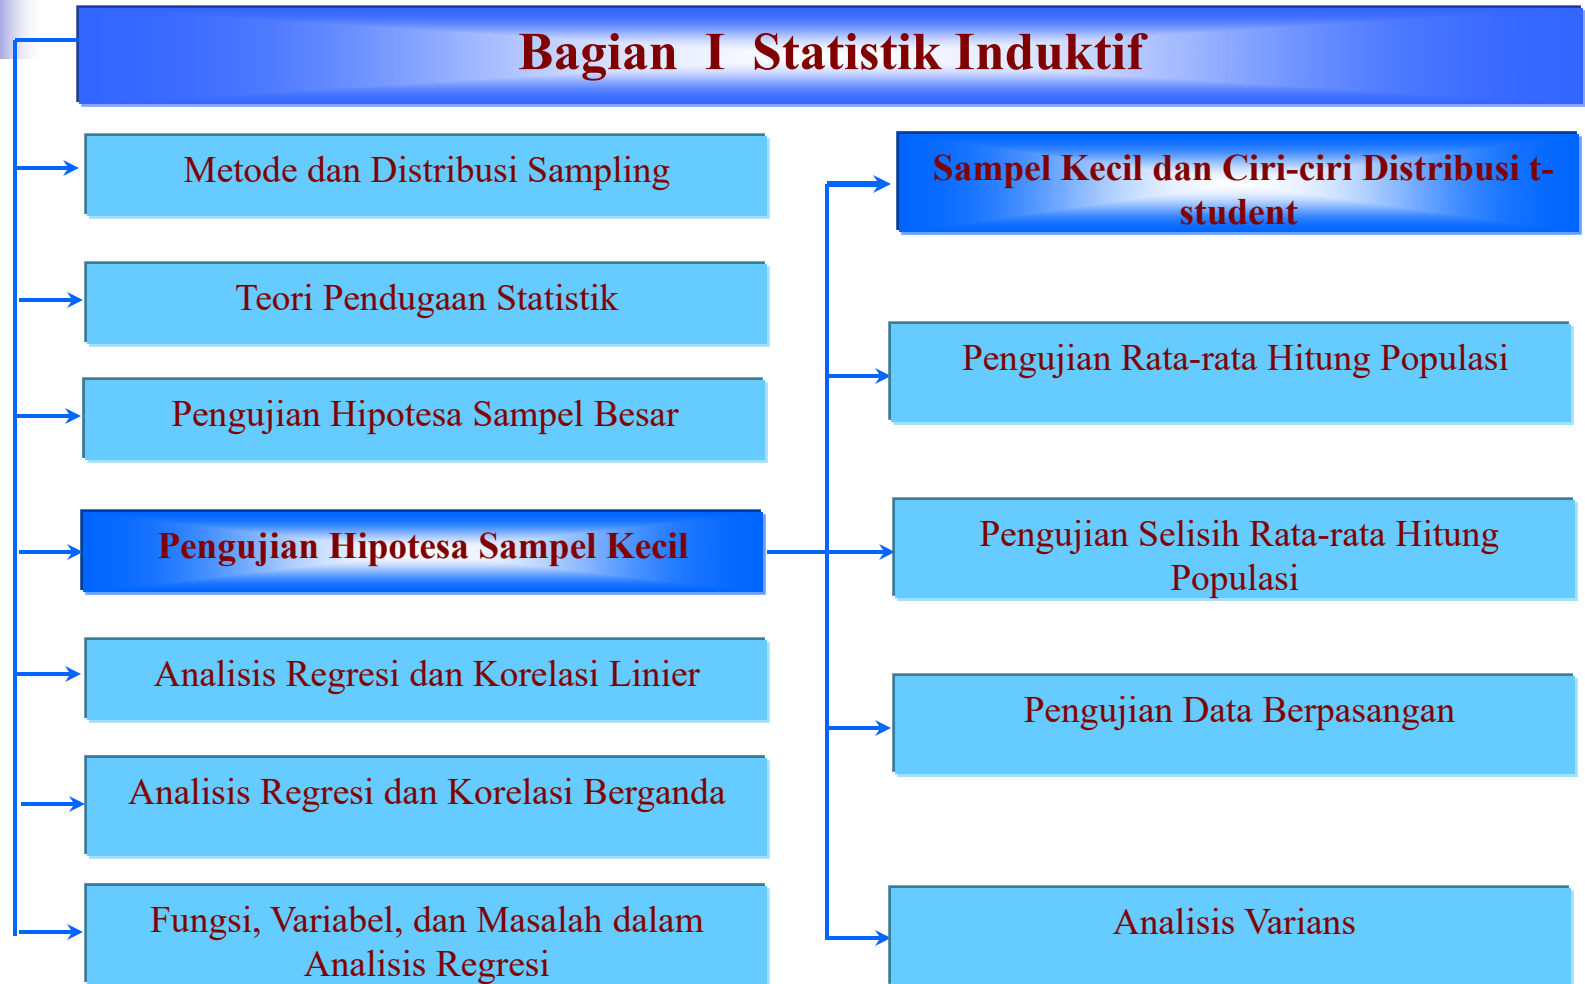 Bagian I Statistik Induktif
Metode dan Distribusi Sampling
Teori Pendugaan Statistik
Pengujian Hipotesa Sampel Besar
Pengujian Hipotesa Sampel Kecil
Analisis Regresi dan Korelasi Linier
Analisis Regresi dan Korelasi Berganda
Fungsi, Variabel, dan Masalah dalam
Analisis Regresi
Sampel Kecil dan Ciri-ciri Distribusi t-
student
Pengujian Rata-rata Hitung Populasi
Pengujian Selisih Rata-rata Hitung
Populasi
Pengujian Data Berpasangan
Analisis Varians